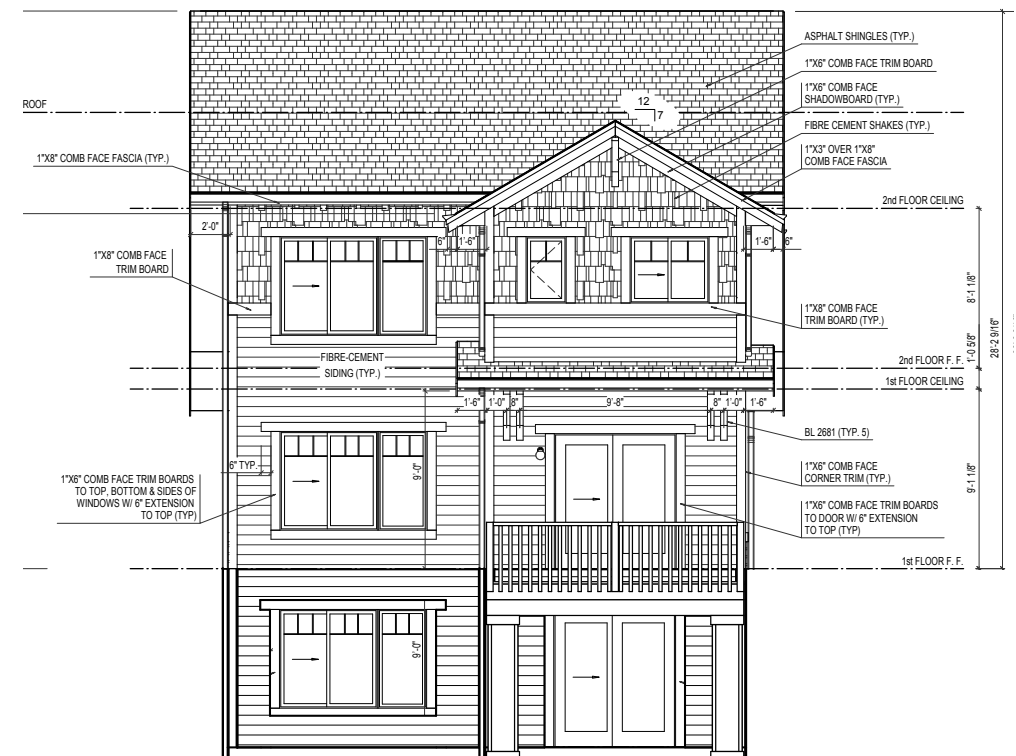 ASPHALT SHINGLES (TYP.)
1"X6" COMB FACE TRIM BOARD
1"X6" COMB FACE
SHADOWBOARD (TYP.)
12
7
ROOF
FIBRE CEMENT SHAKES (TYP.)
1"X3" OVER 1"X8"
COMB FACE FASCIA
1"X8" COMB FACE FASCIA (TYP.)
2nd FLOOR CEILING
2'-0"
6"
1'-6"
1'-6"
6"
1"X8" COMB FACE
TRIM BOARD
8'-1 1/8"
1"X8" COMB FACE
TRIM BOARD (TYP.)
28'-2 9/16"
1'-0 5/8"
FIBRE-CEMENT
SIDING (TYP.)
2nd FLOOR F. F.
1st FLOOR CEILING
1'-6"
1'-0"
8"
9'-8"
8"
1'-0"
1'-6"
BL 2681 (TYP. 5)
6" TYP.
9'-0"
1"X6" COMB FACE
CORNER TRIM (TYP.)
9'-1 1/8"
1"X6" COMB FACE TRIM BOARDS
TO TOP, BOTTOM & SIDES OF
WINDOWS W/ 6" EXTENSION
TO TOP (TYP)
1"X6" COMB FACE TRIM BOARDS
TO DOOR W/ 6" EXTENSION
TO TOP (TYP)
1st FLOOR F. F.
9'-0"